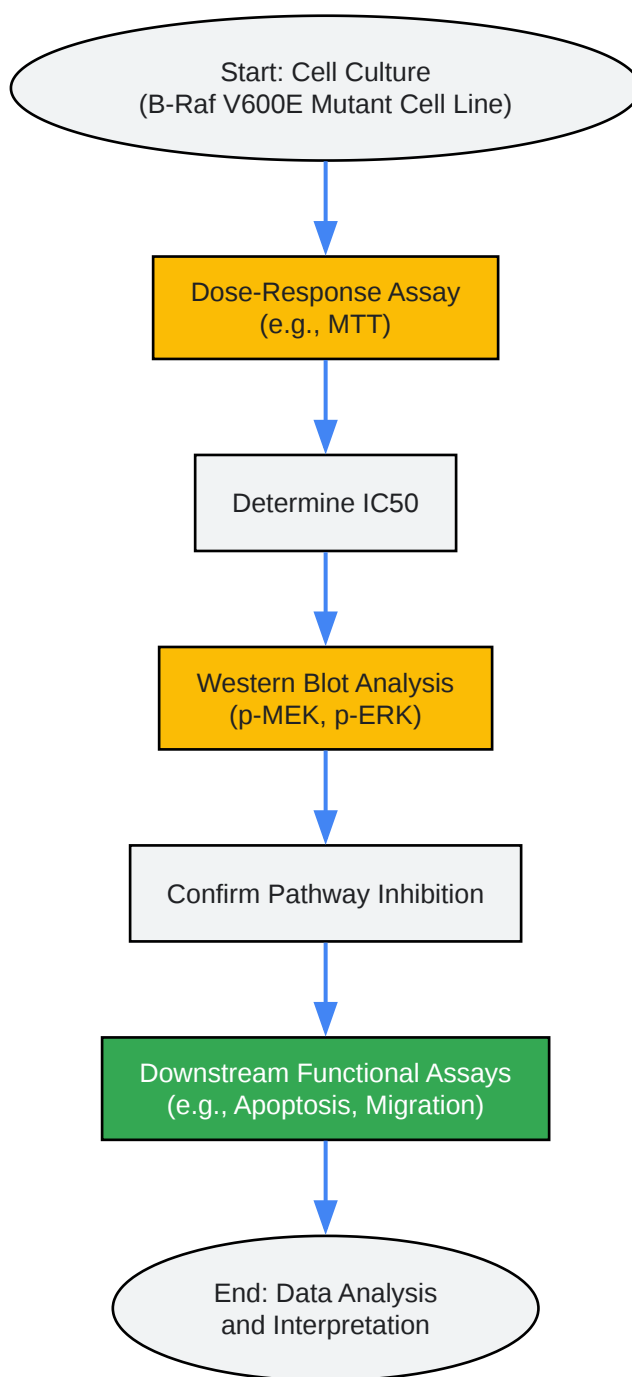 Start: Cell Culture
(B-Raf V600E Mutant Cell Line)
Dose-Response Assay
(e.g., MTT)
Determine IC50
Western Blot Analysis
(p-MEK, p-ERK)
Confirm Pathway Inhibition
Downstream Functional Assays
(e.g., Apoptosis, Migration)
End: Data Analysis
and Interpretation